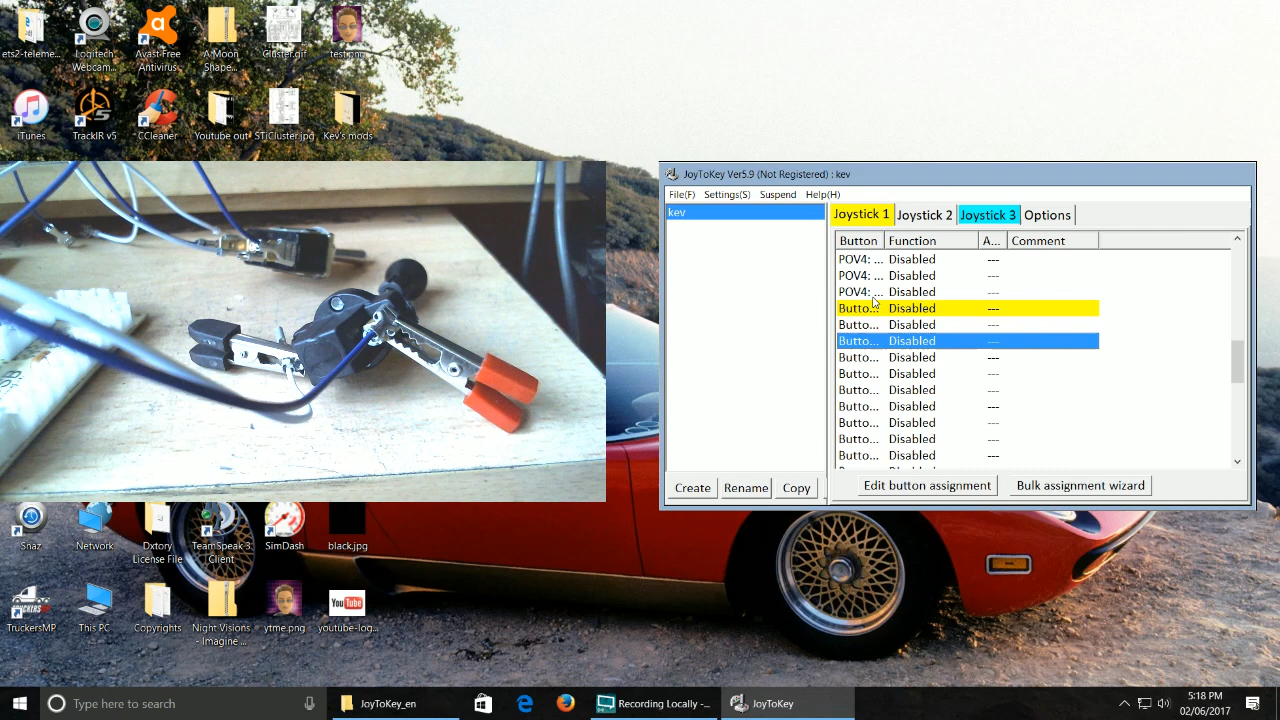 ets2-teleme...
Logitech Webcam...
Avast Free Antivirus
A Moon Shape...
Cluster.gif
test.png
iTunes
TrackIR v5
CCleaner
Youtube out
STiCluster.jpg
Kev's mods
JoyToKey Ver5.9 (Not Registered) : kev
File(F) Settings(S) Suspend Help(H)
kev
Joystick 1 Joystick 2 Joystick 3 Options
Button Function A... Comment
POV4: ... Disabled ---
POV4: ... Disabled ---
POV4: ... Disabled ---
Butto... Disabled ---
Butto... Disabled ---
Butto... Disabled ---
Butto... Disabled ---
Butto... Disabled ---
Butto... Disabled ---
Butto... Disabled ---
Butto... Disabled ---
Butto... Disabled ---
Butto... Disabled ---
Create Rename Copy
Edit button assignment Bulk assignment wizard
Snaz
Network
Dxtory License File
TeamSpeak 3 Client
SimDash
black.jpg
TRUCKERS
You Tube
TruckersMP
This PC
Copyrights
Night Visions - Imagine ...
ytme.png
youtube-log...
Type here to search
JoyToKey_en
Recording Locally -...
JoyToKey
5:18 PM
02/06/2017